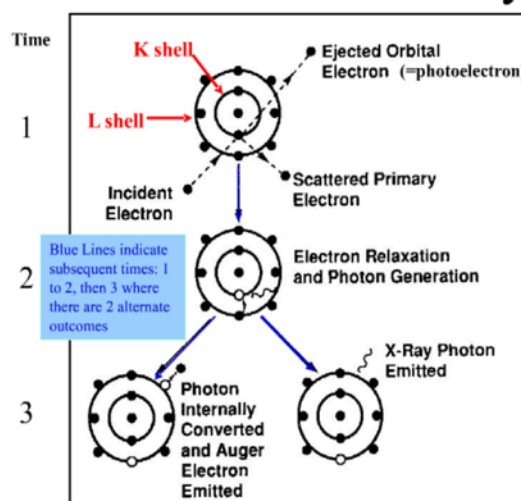 Time
K shell
Ejected Orbital
Electron (=photoelectron)
1
L shell
Incident
Electron
Scattered Primary
Electron
Blue Lines indicate
subsequent times: 1
to 2, then 3 where
there are 2 alternate
outcomes
2
Electron Relaxation
and Photon Generation
3
X-Ray Photon
Emitted
Photon
Internally
Converted
and Auger
Electron
Emitted